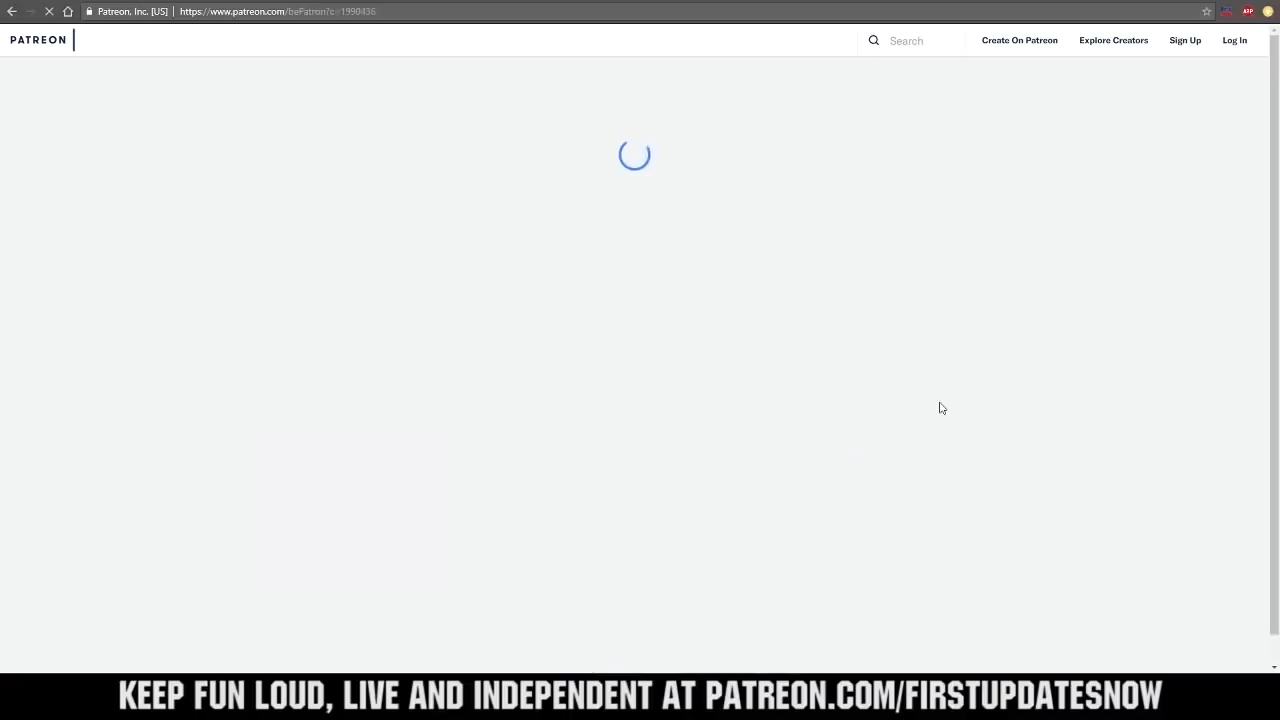 Patreon, Inc. [US] | https://www.patreon.com/bePatron?c=1990436
ABP
PATREON
Search
Create On Patreon
Explore Creators
Sign Up
Log In
KEEP FUN LOUD, LIVE AND INDEPENDENT AT PATREON.COM/FIRSTUPDATESNOW